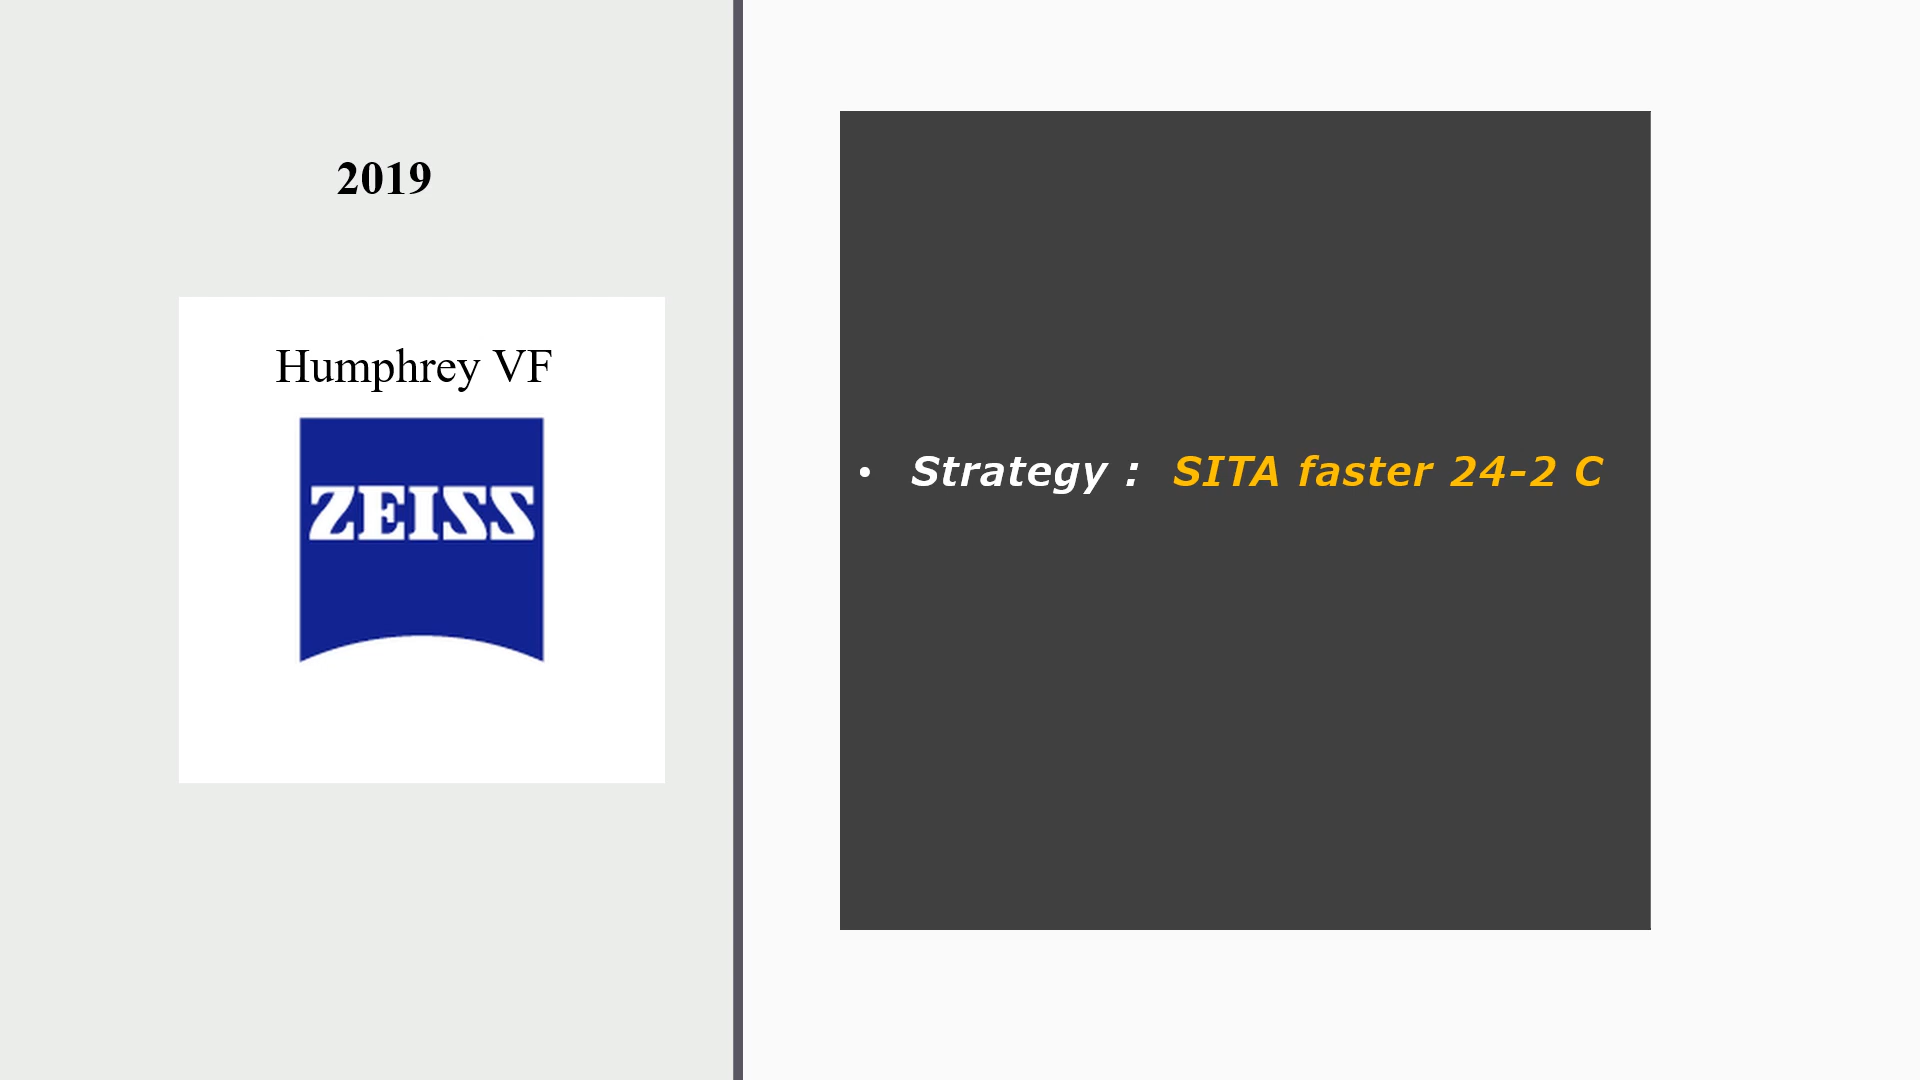 2019
Humphrey VF
ZEISS
• Strategy : SITA faster 24-2 C